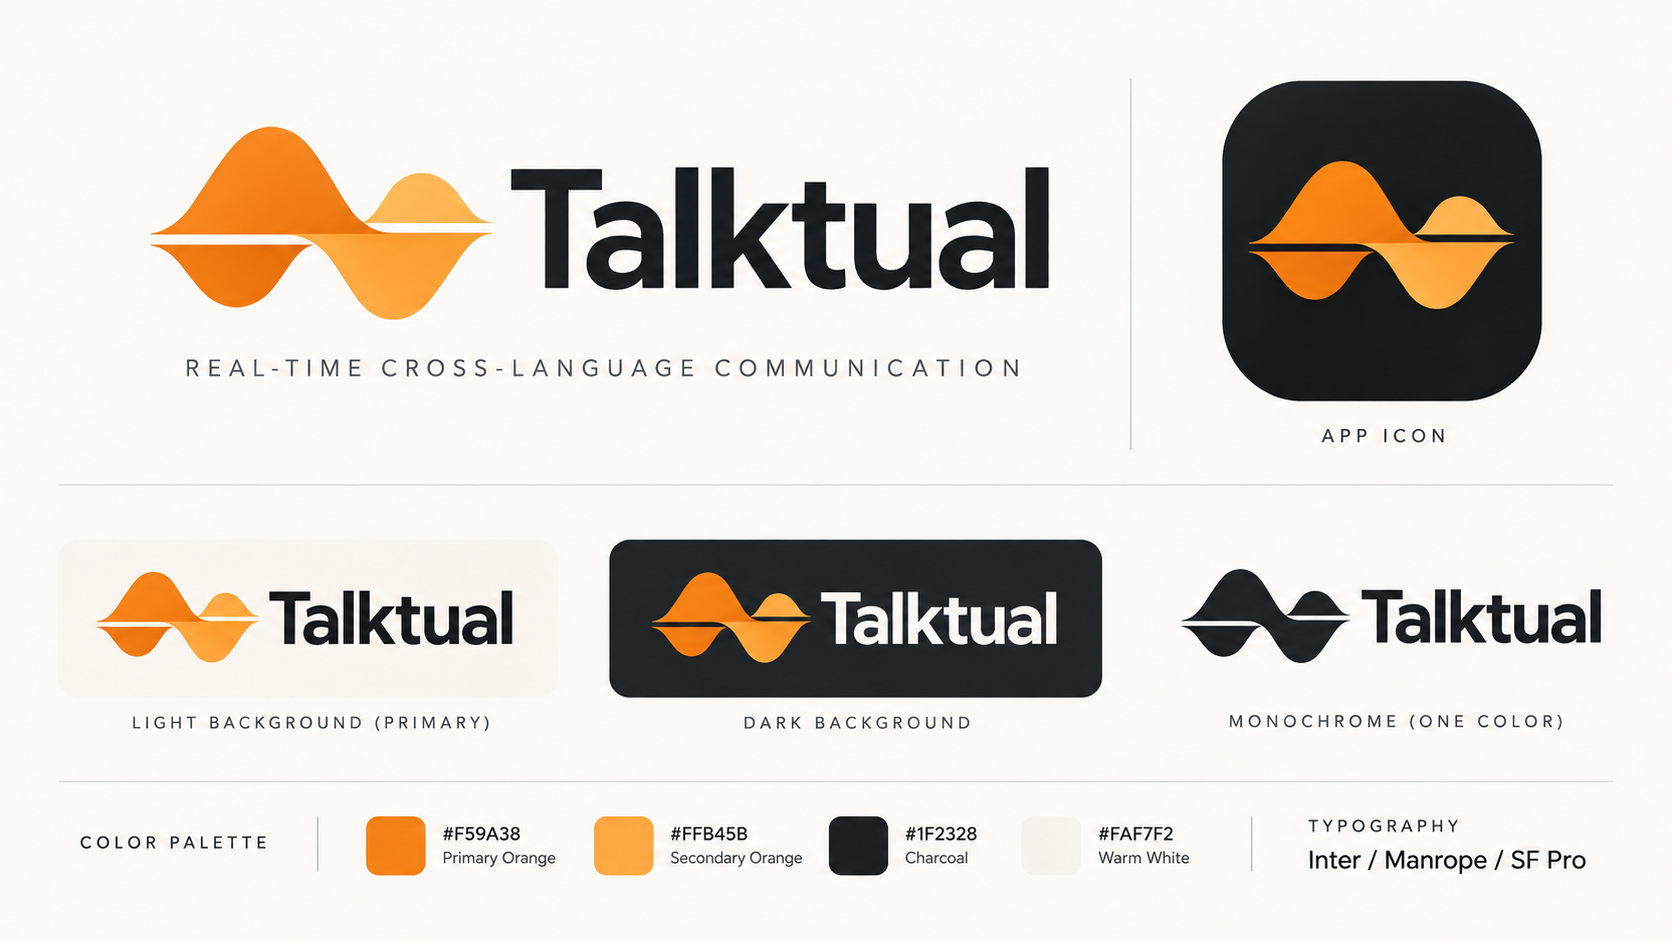 Talktual
REAL-TIME CROSS-LANGUAGE COMMUNICATION
APP ICON
Talktual
LIGHT BACKGROUND (PRIMARY)
Talktual
DARK BACKGROUND
Talktual
MONOCHROME (ONE COLOR)
COLOR PALETTE
#F59A38
Primary Orange
#FFB45B
Secondary Orange
#1F2328
Charcoal
#FAF7F2
Warm White
TYPOGRAPHY
Inter / Manrope / SF Pro